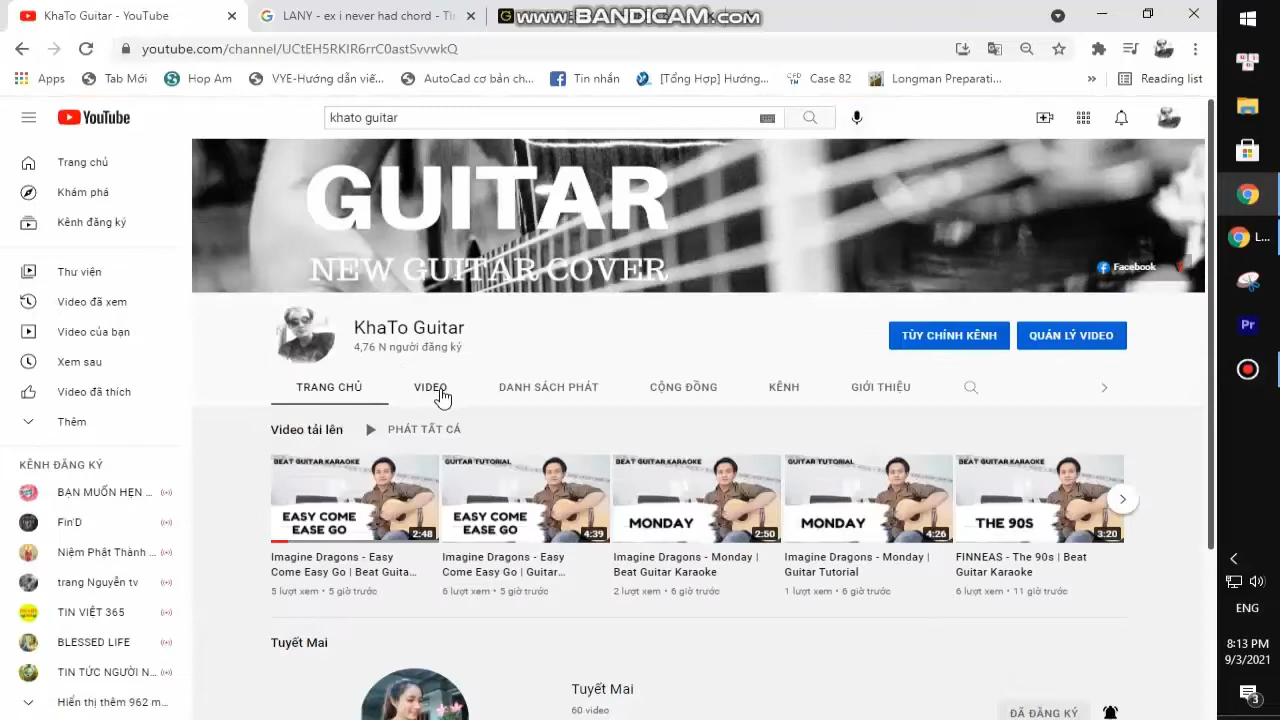 KhaTo Guitar - YouTube
LANY - ex i never had chord - Ti
www.BANDICAM.com
youtube.com/channel/UCtEH5RKIR6rrC0astSvvwkQ
Apps
Tab Mới
Hop Am
VYE-Hướng dẫn viế...
AutoCad cơ bản ch...
Tin nhắn
[Tổng Hợp] Hướng...
Case 82
Longman Preparati...
»
Reading list
YouTube
khato guitar
Trang chủ
Khám phá
Kênh đăng ký
Thư viện
Video đã xem
Video của bạn
Xem sau
Video đã thích
Thêm
KÊNH ĐĂNG KÝ
BẠN MUỐN HẸN ...
Fin'D
Niệm Phật Thành ...
trang Nguyễn tv
TIN VIỆT 365
BLESSED LIFE
TIN TỨC NGƯỜI N...
Hiển thị thêm 962 m...
GUITAR
NEW GUITAR COVER
Facebook
KhaTo Guitar
4,76 N người đăng ký
TÙY CHỈNH KÊNH
QUẢN LÝ VIDEO
TRANG CHỦ
VIDEO
DANH SÁCH PHÁT
CỘNG ĐỒNG
KÊNH
GIỚI THIỆU
Video tải lên
PHÁT TẤT CẢ
BEAT GUITAR KARAOKE
EASY COME
EASE GO
2:48
Imagine Dragons - Easy
Come Easy Go | Beat Guita...
5 lượt xem • 5 giờ trước
GUITAR TUTORIAL
EASY COME
EASE GO
4:39
Imagine Dragons - Easy
Come Easy Go | Guitar...
6 lượt xem • 5 giờ trước
BEAT GUITAR KARAOKE
MONDAY
2:50
Imagine Dragons - Monday |
Beat Guitar Karaoke
2 lượt xem • 6 giờ trước
GUITAR TUTORIAL
MONDAY
4:26
Imagine Dragons - Monday |
Guitar Tutorial
1 lượt xem • 6 giờ trước
BEAT GUITAR KARAOKE
THE 90S
3:20
FINNEAS - The 90s | Beat
Guitar Karaoke
6 lượt xem • 11 giờ trước
Tuyết Mai
Tuyết Mai
60 video
ĐÃ ĐĂNG KÝ
L...
Pr
ENG
8:13 PM
9/3/2021
3